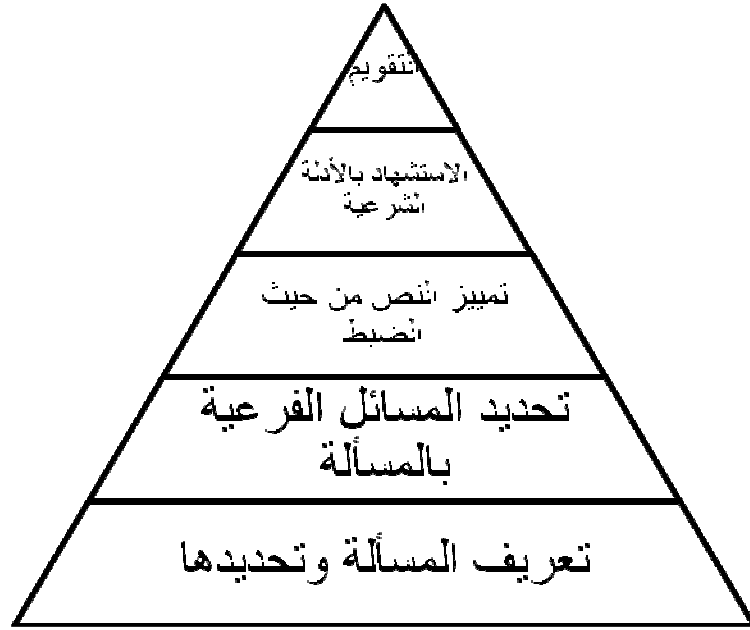 التقويم
الاستشهاد بالأدلة
الشرعية
تمييز النص من حيث
الضبط
تحديد المسائل الفرعية
بالمسألة
تعريف المسألة وتحديدها